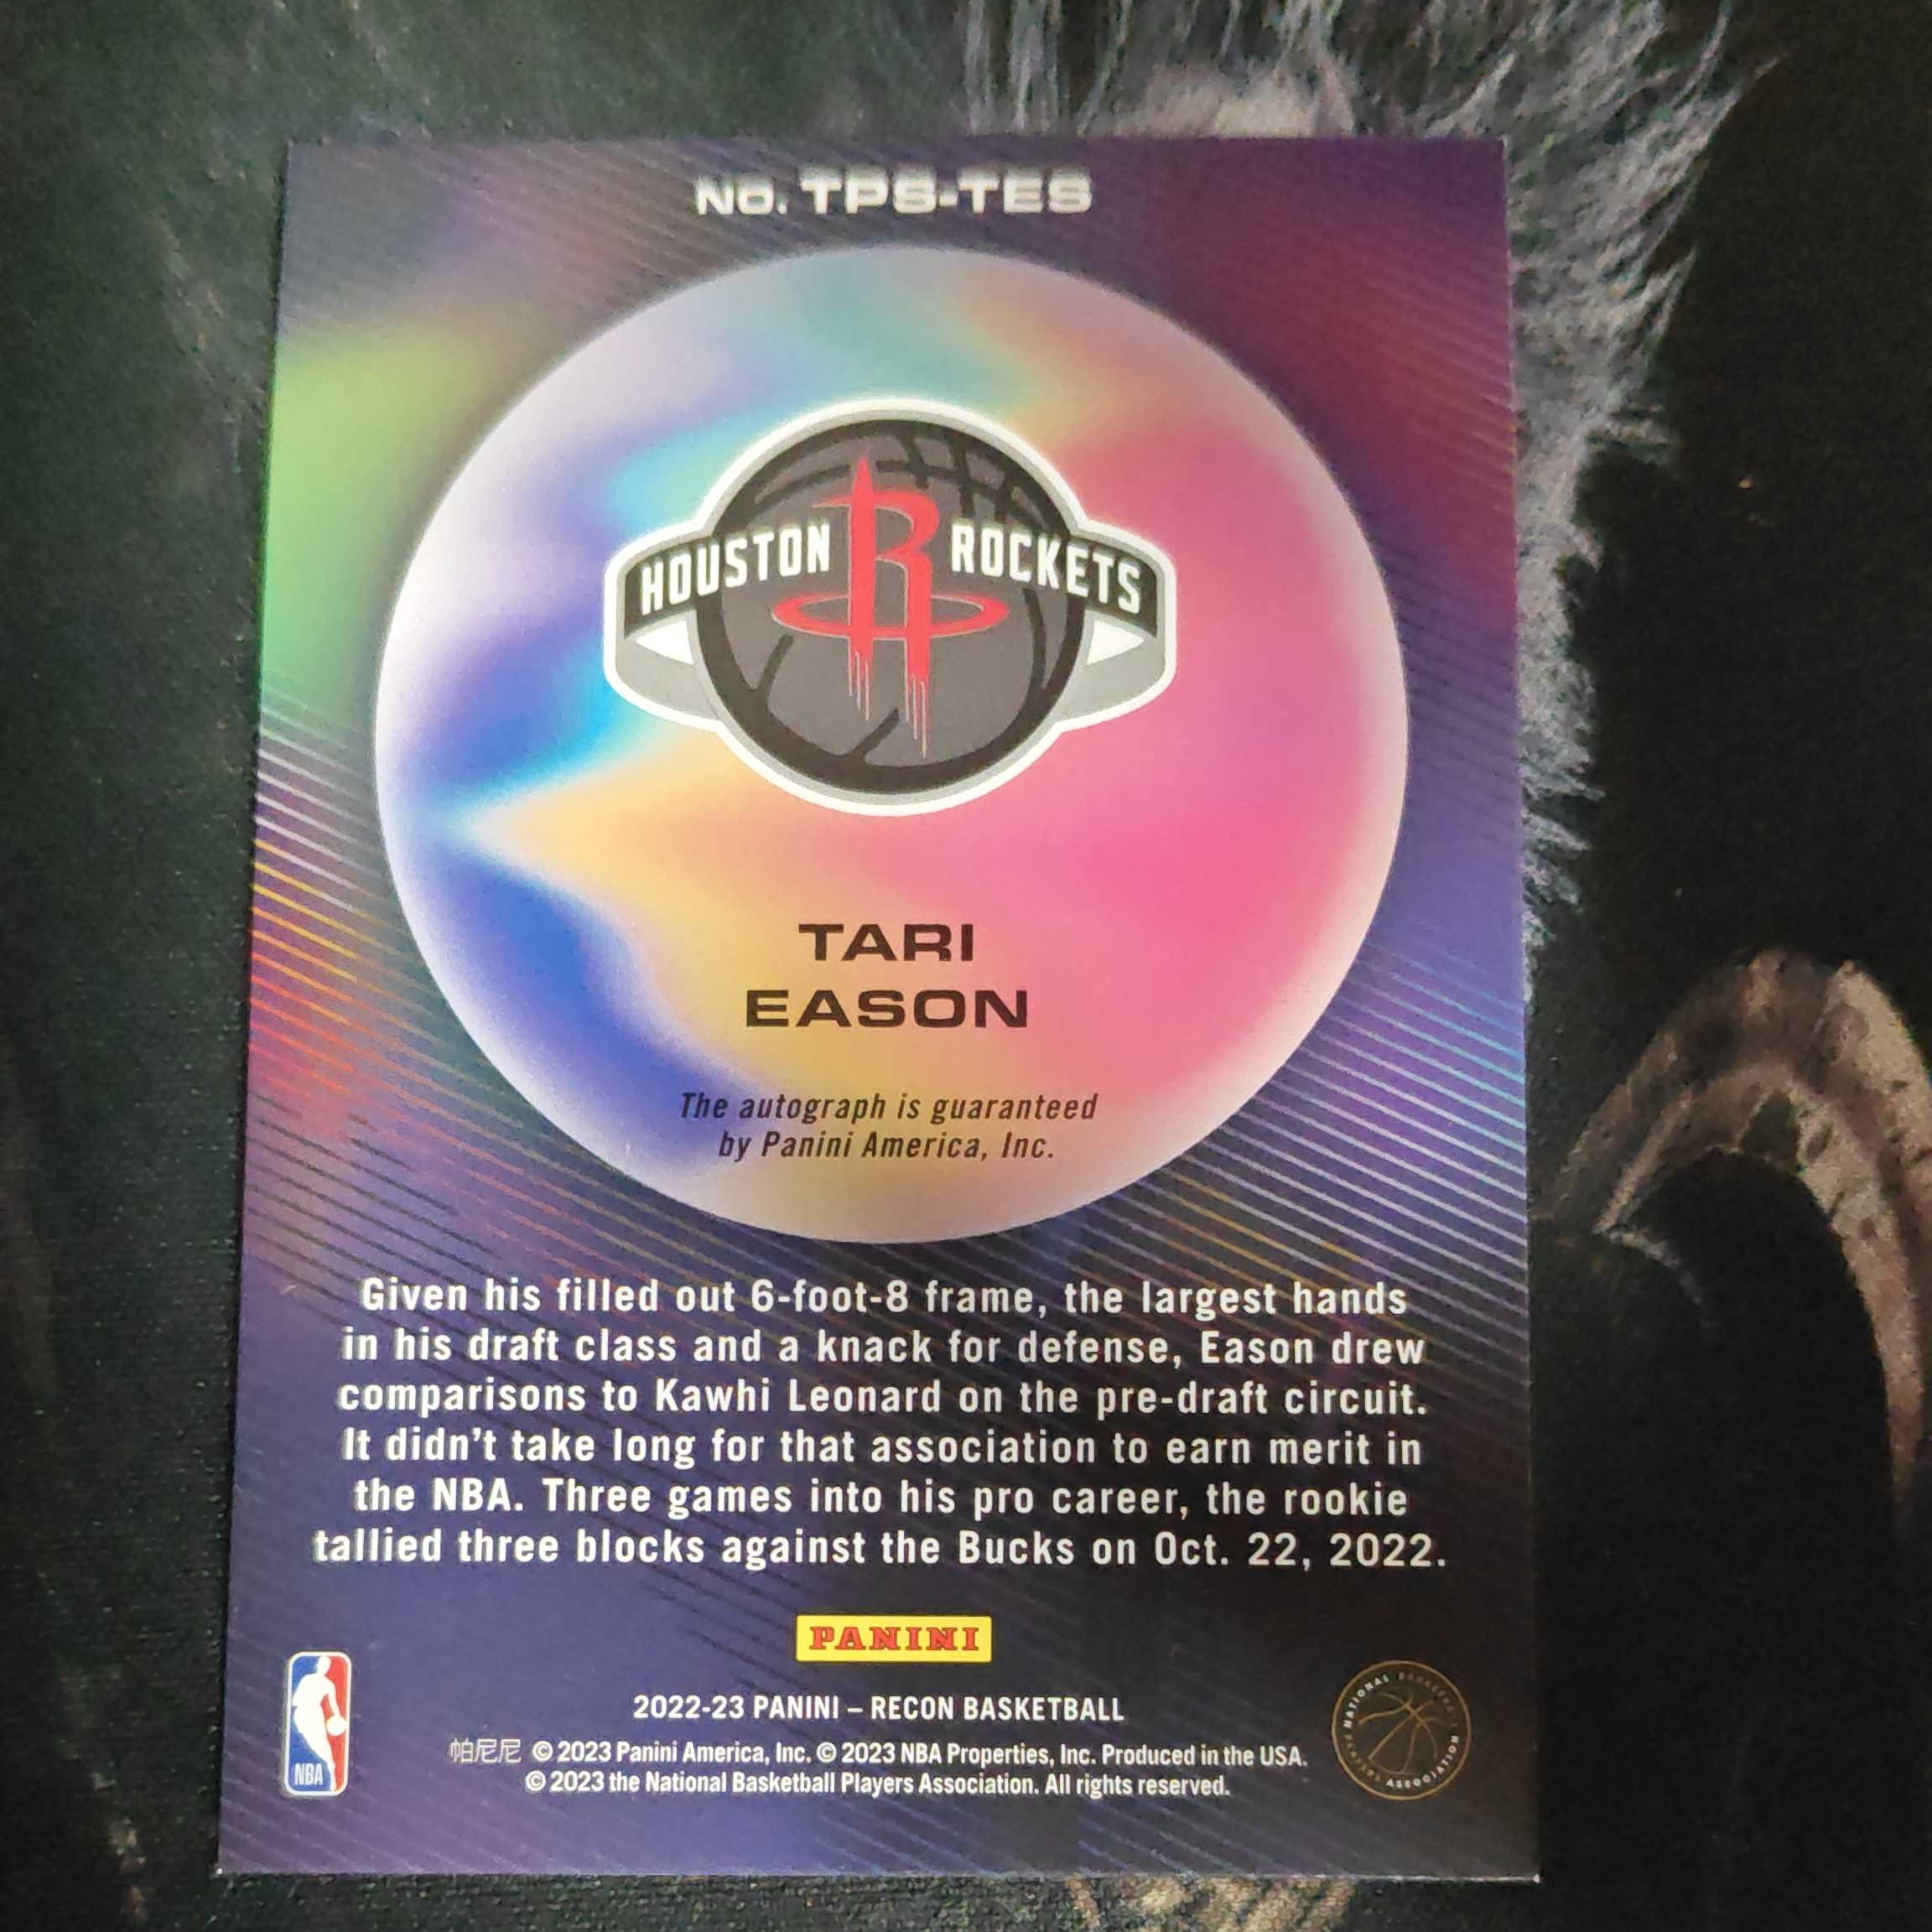 No. TPS-TES
HOUSTON R ROCKETS
TARI
EASON
The autograph is guaranteed
by Panini America, Inc.
Given his filled out 6-foot-8 frame, the largest hands
in his draft class and a knack for defense, Eason drew
comparisons to Kawhi Leonard on the pre-draft circuit.
It didn't take long for that association to earn merit in
the NBA. Three games into his pro career, the rookie
tallied three blocks against the Bucks on Oct. 22, 2022.
PANINI
2022-23 PANINI – RECON BASKETBALL
帕尼尼 © 2023 Panini America, Inc. © 2023 NBA Properties, Inc. Produced in the USA.
© 2023 the National Basketball Players Association. All rights reserved.
NBA
NATIONAL BASKETBALL PLAYERS ASSOCIATION